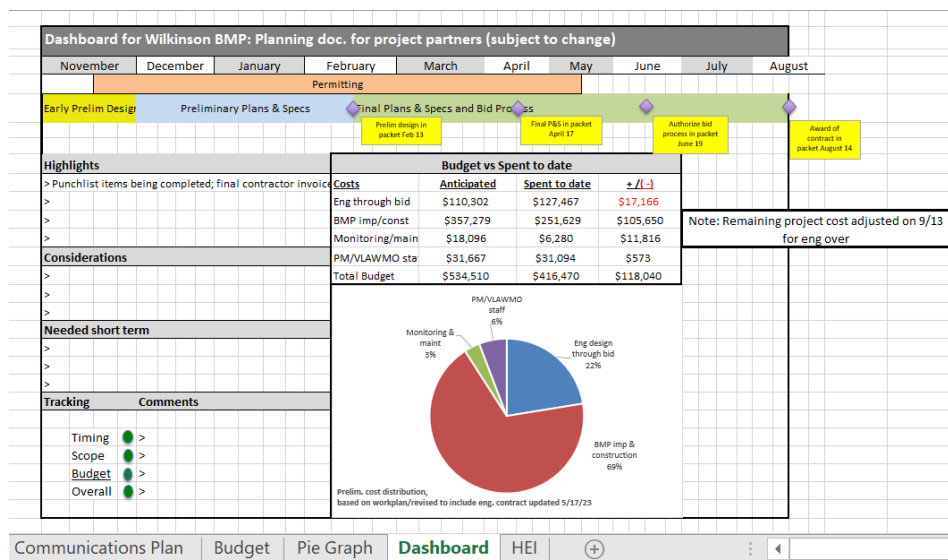 Dashboard for Wilkinson BMP: Planning doc. for project partners (subject to change)
November December January February March April May June July August
Permitting
Early Prelim Design Preliminary Plans & Specs Final Plans & Specs and Bid Process
Prelim design in
packet Feb 13
Final P&S in packet
April 17
Authorize bid
process in packet
June 19
Award of
contract in
packet August 14
Highlights
> Punchlist items being completed; final contractor invoice
>
>
>
Considerations
>
>
>
Needed short term
>
>
>
Tracking Comments
Timing >
Scope >
Budget >
Overall >
Budget vs Spent to date
Costs Anticipated Spent to date + /( -)
Eng through bid $110,302 $127,467 $17,166
BMP imp/const $357,279 $251,629 $105,650
Monitoring/main $18,096 $6,280 $11,816
PM/VLAWMO sta $31,667 $31,094 $573
Total Budget $534,510 $416,470 $118,040
Note: Remaining project cost adjusted on 9/13
for eng over
PM/VLAWMO
staff
6%
Monitoring &
maint
3%
Eng design
through bid
22%
BMP imp &
construction
69%
Prelim. cost distribution,
based on workplan/revised to include eng. contract updated 5/17/23
Communications Plan Budget Pie Graph Dashboard HEI